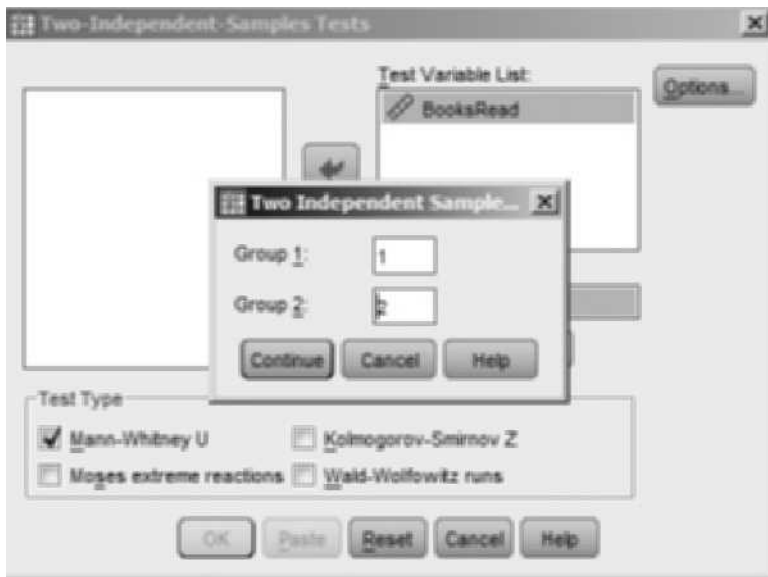 Two-Independent-Samples Tests
Test Variable List:
Options...
BooksRead
Two Independent Sample...
Group 1:
1
Group 2:
2
Continue
Cancel
Help
Test Type
Mann-Whitney U
Kolmogorov-Smirnov Z
Moses extreme reactions
Wald-Wolfowitz runs
OK
Paste
Reset
Cancel
Help